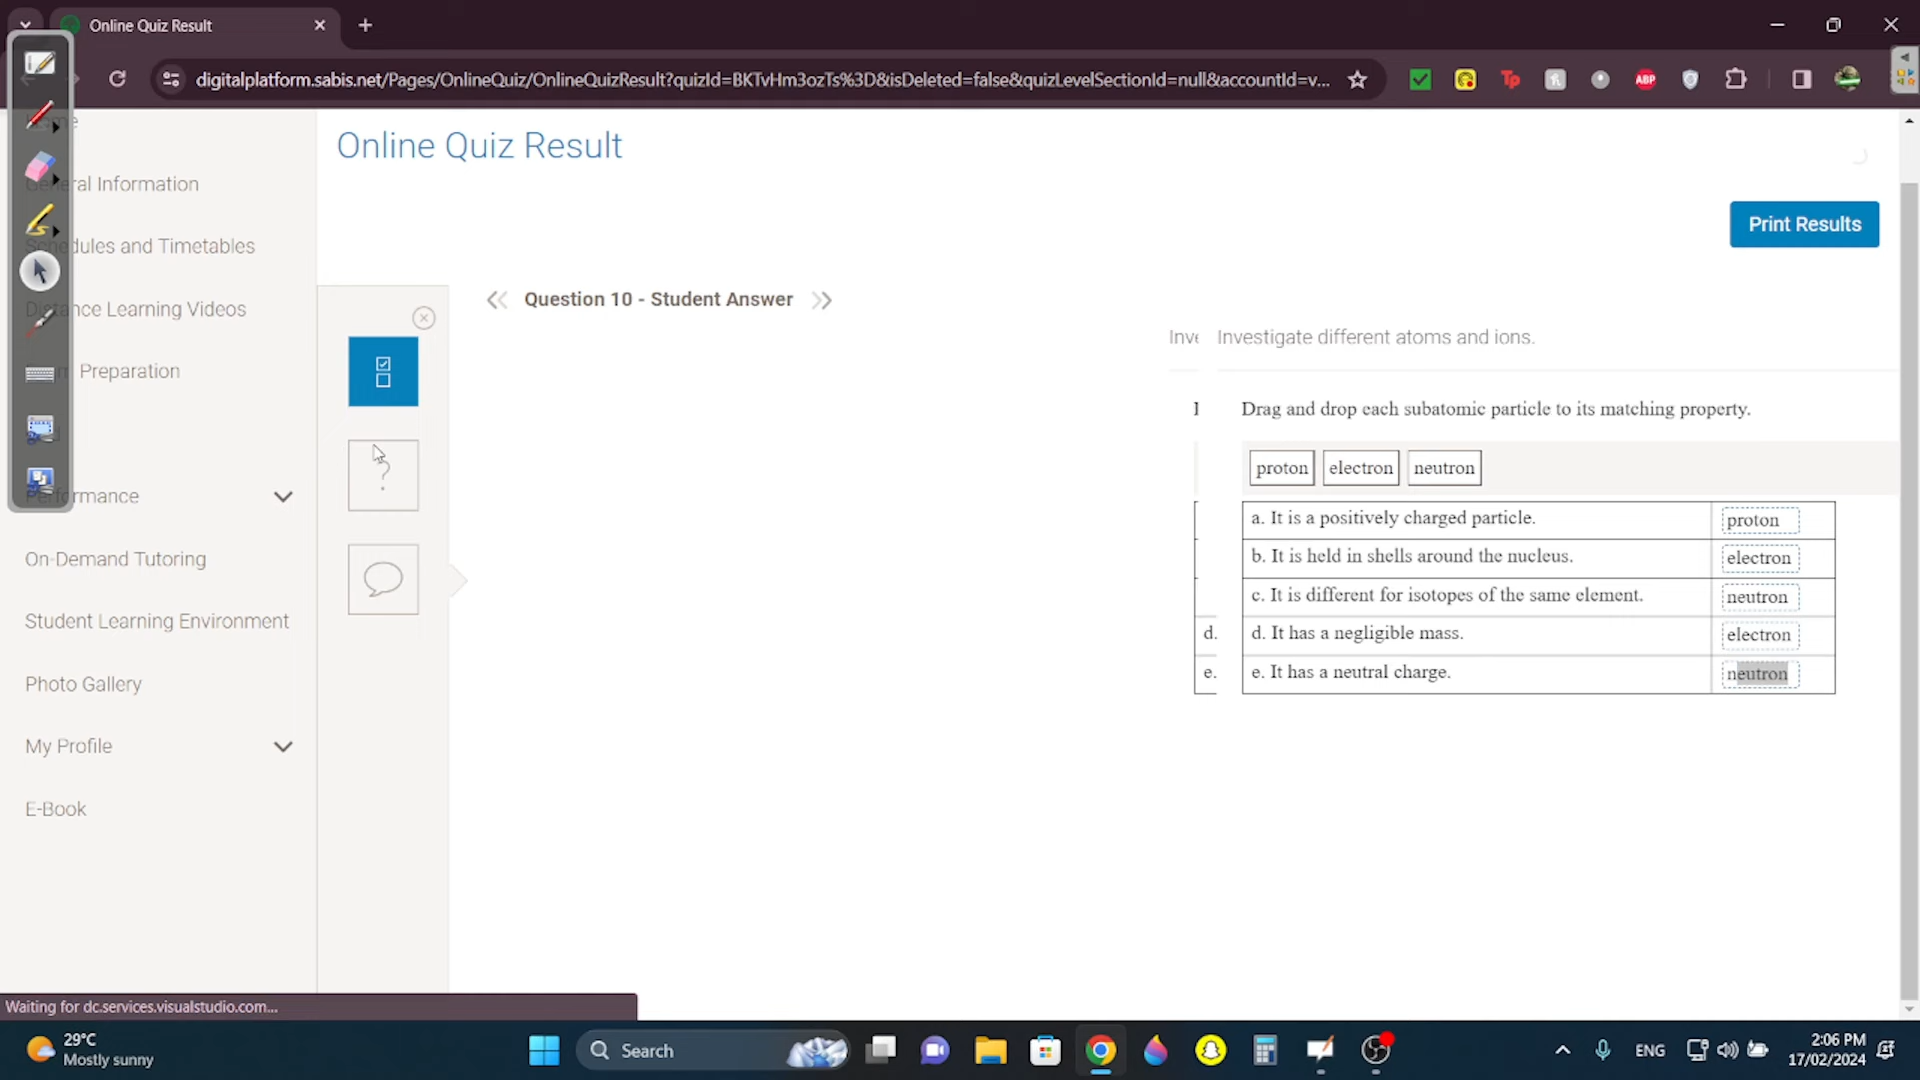 Online Quiz Result
digitalplatform.sabis.net/Pages/OnlineQuiz/OnlineQuizResult?quizId=BKTvHm3ozTs%3D&isDeleted=false&quizLevelSectionId=null&accountId=v...
ABP
Online Quiz Result
ral Information
edules and Timetables
tance Learning Videos
Preparation
rmance
On-Demand Tutoring
Student Learning Environment
Photo Gallery
My Profile
E-Book
Print Results
Question 10 - Student Answer
Inve
Investigate different atoms and ions.
Drag and drop each subatomic particle to its matching property.
proton electron neutron
a. It is a positively charged particle. proton
b. It is held in shells around the nucleus. electron
c. It is different for isotopes of the same element. neutron
d. d. It has a negligible mass. electron
e. e. It has a neutral charge. neutron
Waiting for dc.services.visualstudio.com...
29°C
Mostly sunny
Search
ENG
2:06 PM
17/02/2024